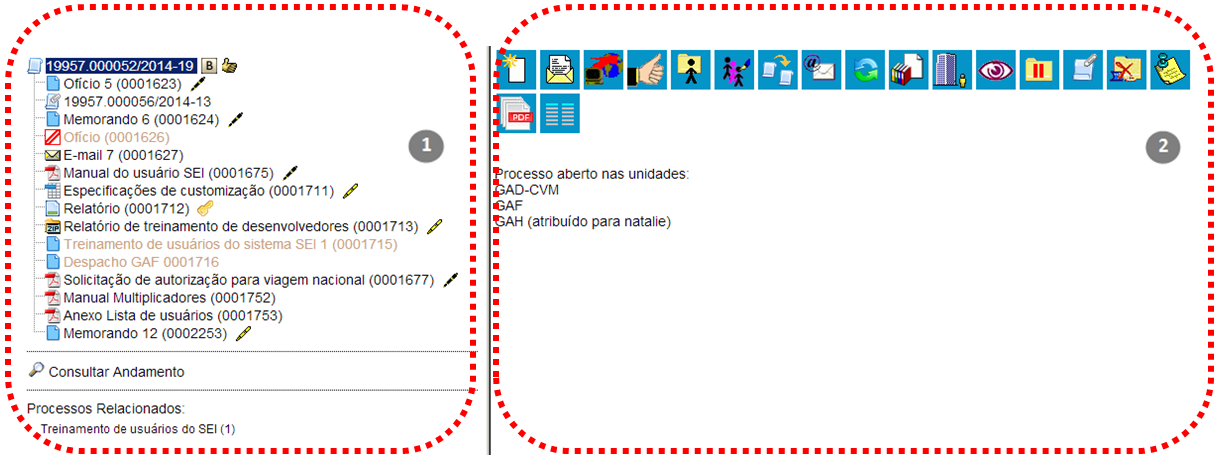 19957.000052/2014-19 B
Ofício 5 (0001623)
19957.000056/2014-13
Memorando 6 (0001624)
Ofício (0001626)
E-mail 7 (0001627)
Manual do usuário SEI (0001675)
Especificações de customização (0001711)
Relatório (0001712)
ZIP Relatório de treinamento de desenvolvedores (0001713)
Treinamento de usuários do sistema SEI 1 (0001715)
Despacho GAF 0001716
Solicitação de autorização para viagem nacional (0001677)
Manual Multiplicadores (0001752)
Anexo Lista de usuários (0001753)
Memorando 12 (0002253)
Consultar Andamento
Processos Relacionados:
Treinamento de usuários do SEI (1)
1
@
PDF
2
Processo aberto nas unidades:
GAD-CVM
GAF
GAH (atribuído para natalie)